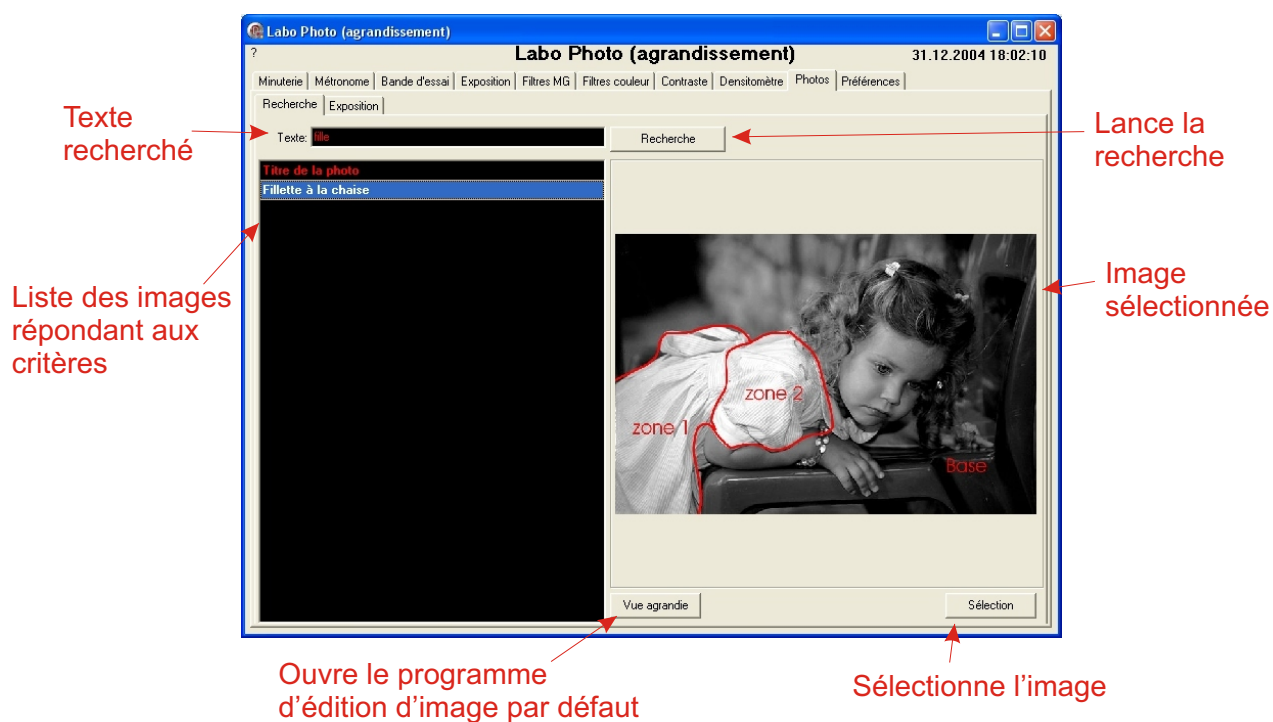 Labo Photo (agrandissement)
?
Labo Photo (agrandissement)
31.12.2004 18:02:10
Minuterie Métronome Bande d'essai Exposition Filtres MG Filtres couleur Contraste Densitomètre Photos Préférences
Recherche Exposition
Texte: fille
Recherche
Titre de la photo
Fillette à la chaise
zone 1
zone 2
Base
Vue agrandie
Sélection
Texte
recherché
Lance la
recherche
Liste des images
répondant aux
critères
Image
sélectionnée
Ouvre le programme
d’édition d’image par défaut
Sélectionne l’image